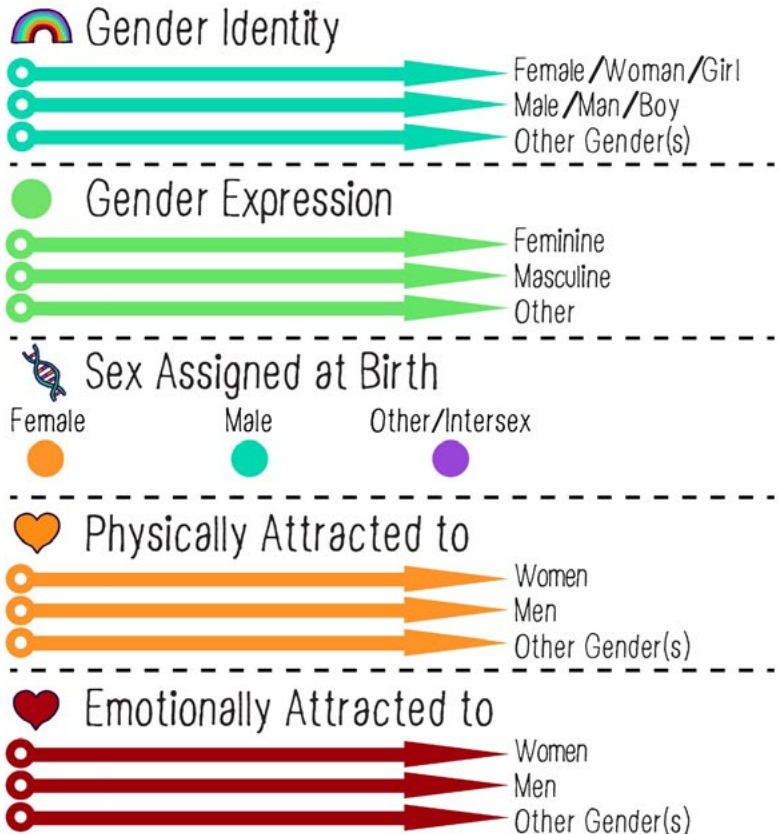 Gender Identity
Female/Woman/Girl
Male/Man/Boy
Other Gender(s)
Gender Expression
Feminine
Masculine
Other
Sex Assigned at Birth
Female Male Other/Intersex
Physically Attracted to
Women
Men
Other Gender(s)
Emotionally Attracted to
Women
Men
Other Gender(s)